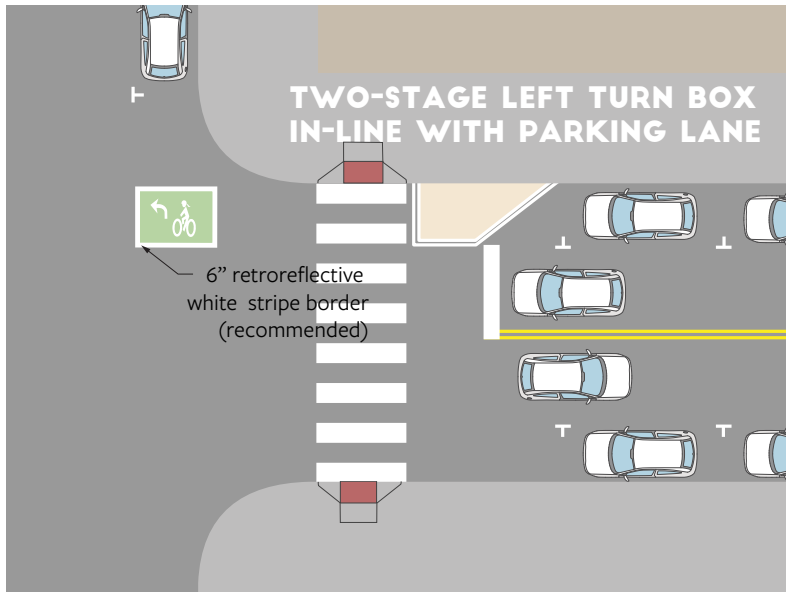 TWO-STAGE LEFT TURN BOX
IN-LINE WITH PARKING LANE
6” retroreflective
white stripe border
(recommended)